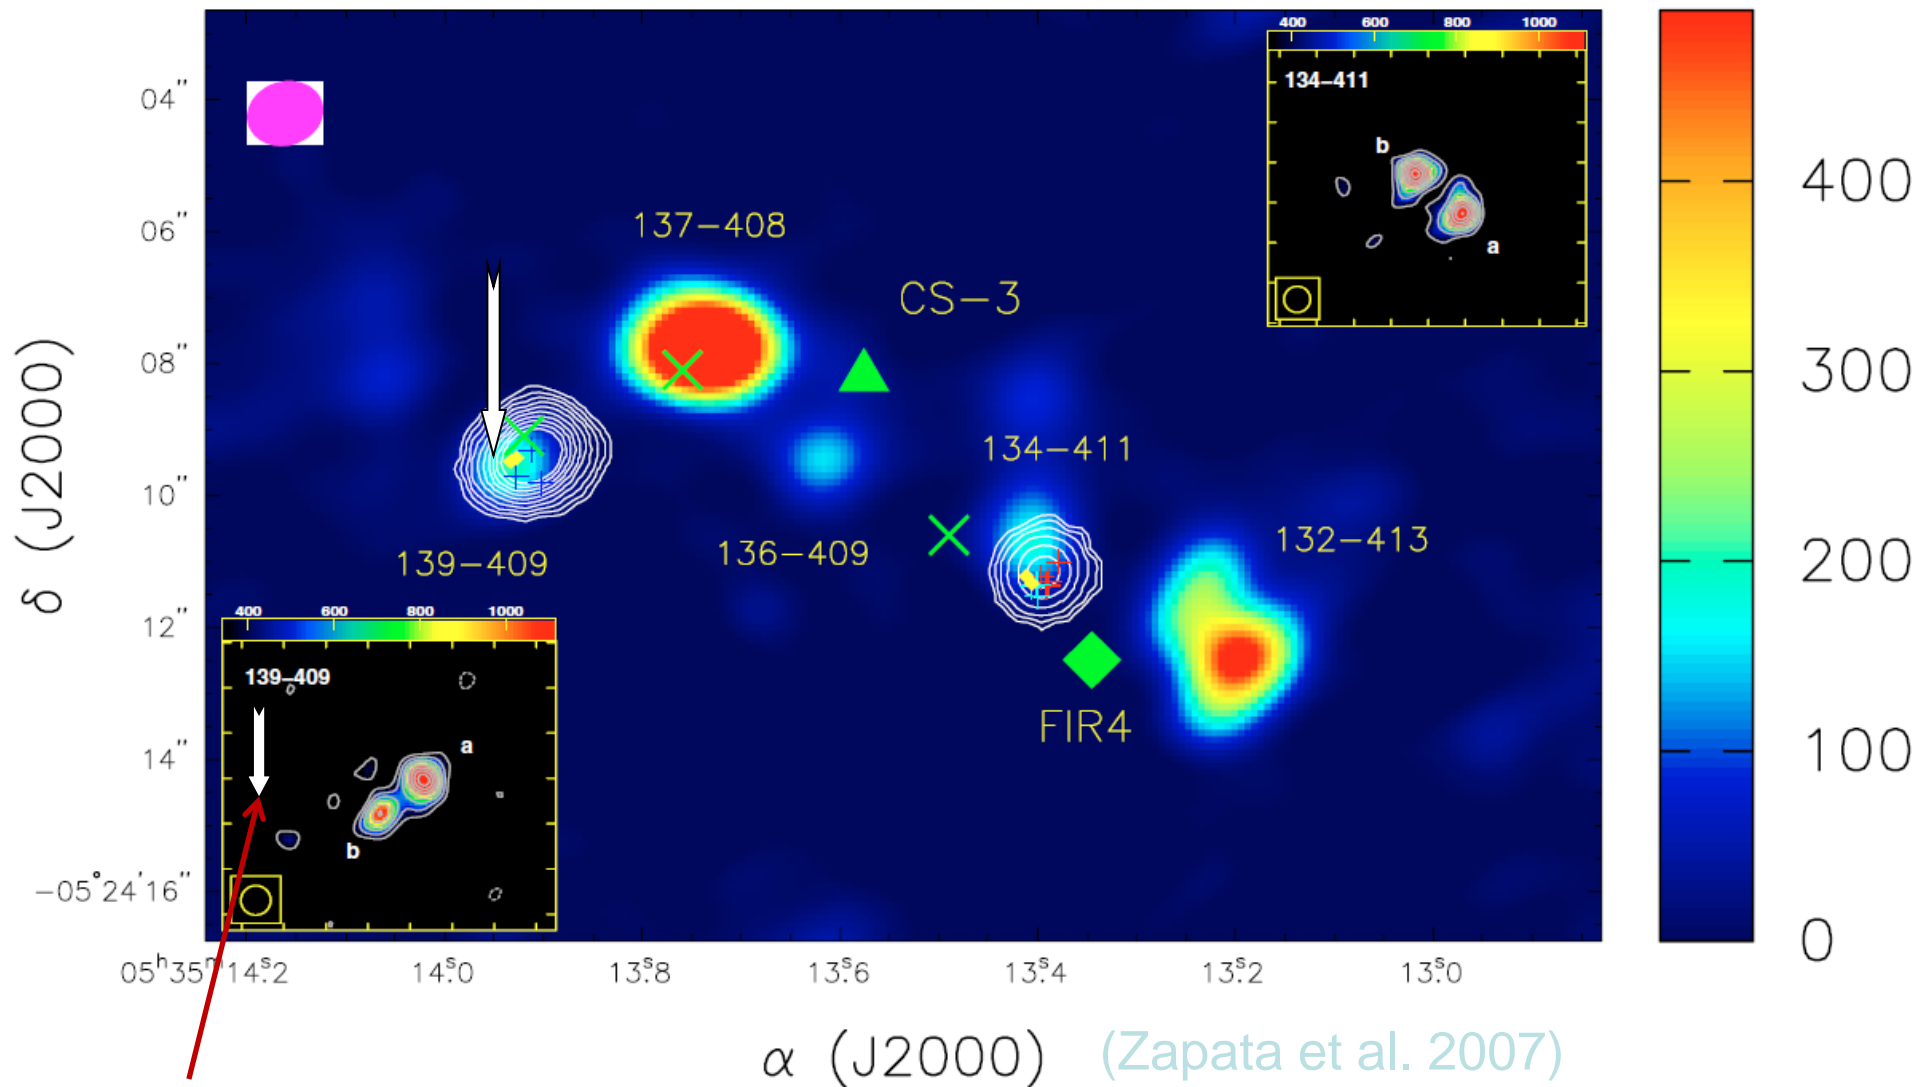 400 600 800 1000
134−411
b
a
04″
06″
08″
10″
12″
14″
−05°24′16″
δ (J2000)
137−408
CS−3
134−411
132−413
139−409
136−409
FIR4
400 600 800 1000
139−409
a
b
400
300
200
100
0
05ʰ35ᵐ14ˢ.2 14ˢ.0 13ˢ.8 13ˢ.6 13ˢ.4 13ˢ.2 13ˢ.0
α (J2000) (Zapata et al. 2007)